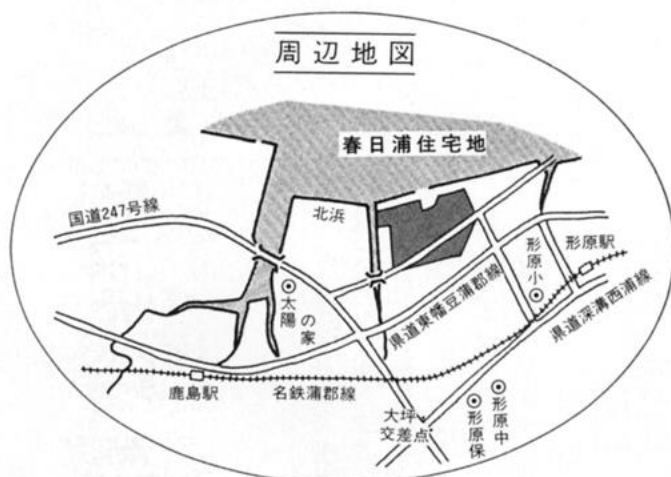 周辺地図
春日浦住宅地
国道247号線
北浜
太陽の家
県道東幡豆蒲郡線
形原小
形原駅
県道深溝西浦線
鹿島駅
名鉄蒲郡線
大坪
交差点
形原保
形原中